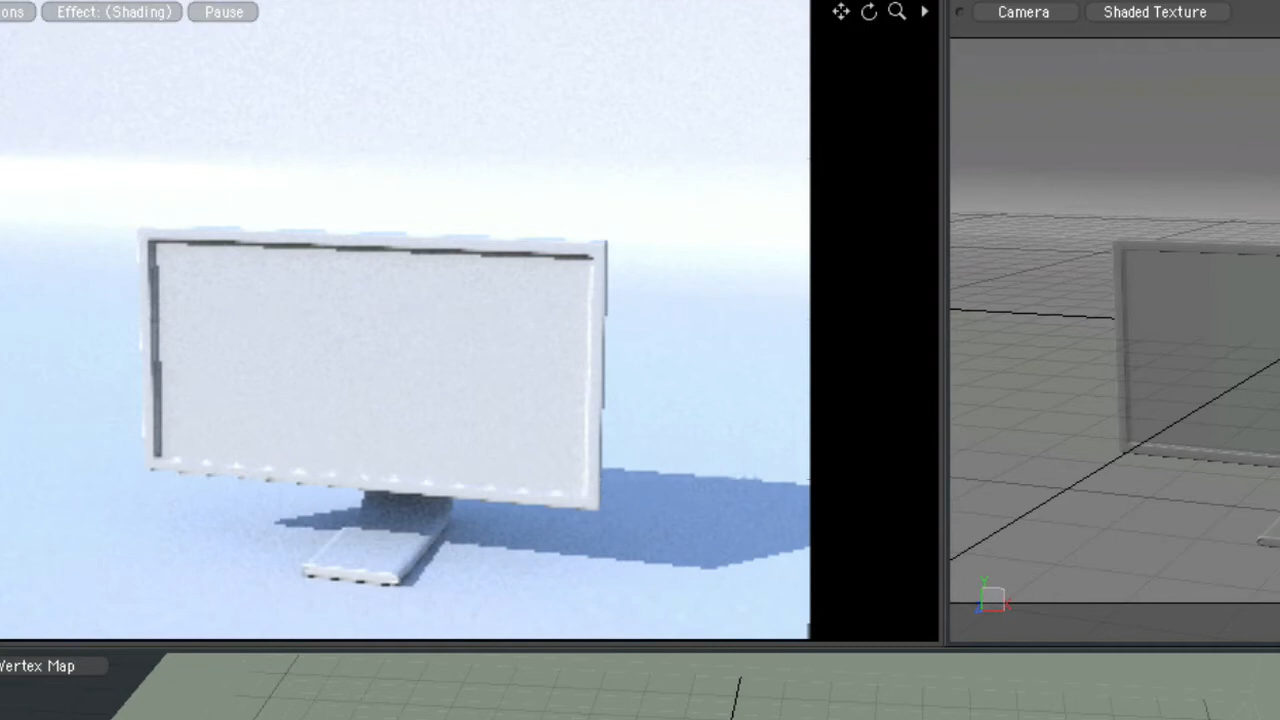 ons Effect: (Shading) Pause
Camera Shaded Texture
Y
X
Vertex Map